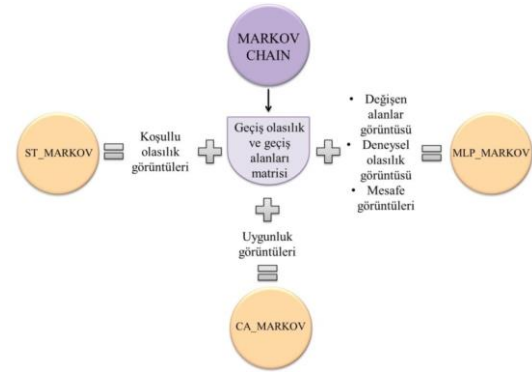 MARKOV
CHAIN
ST_MARKOV
Koşullu
olasılık
görüntüleri
Geçiş olasılık
ve geçiş
alanları
matrisi
• Değişen
alanlar
görüntüsü
• Deneysel
olasılık
görüntüsü
• Mesafe
görüntüleri
MLP_MARKOV
Uygunluk
görüntüleri
CA_MARKOV